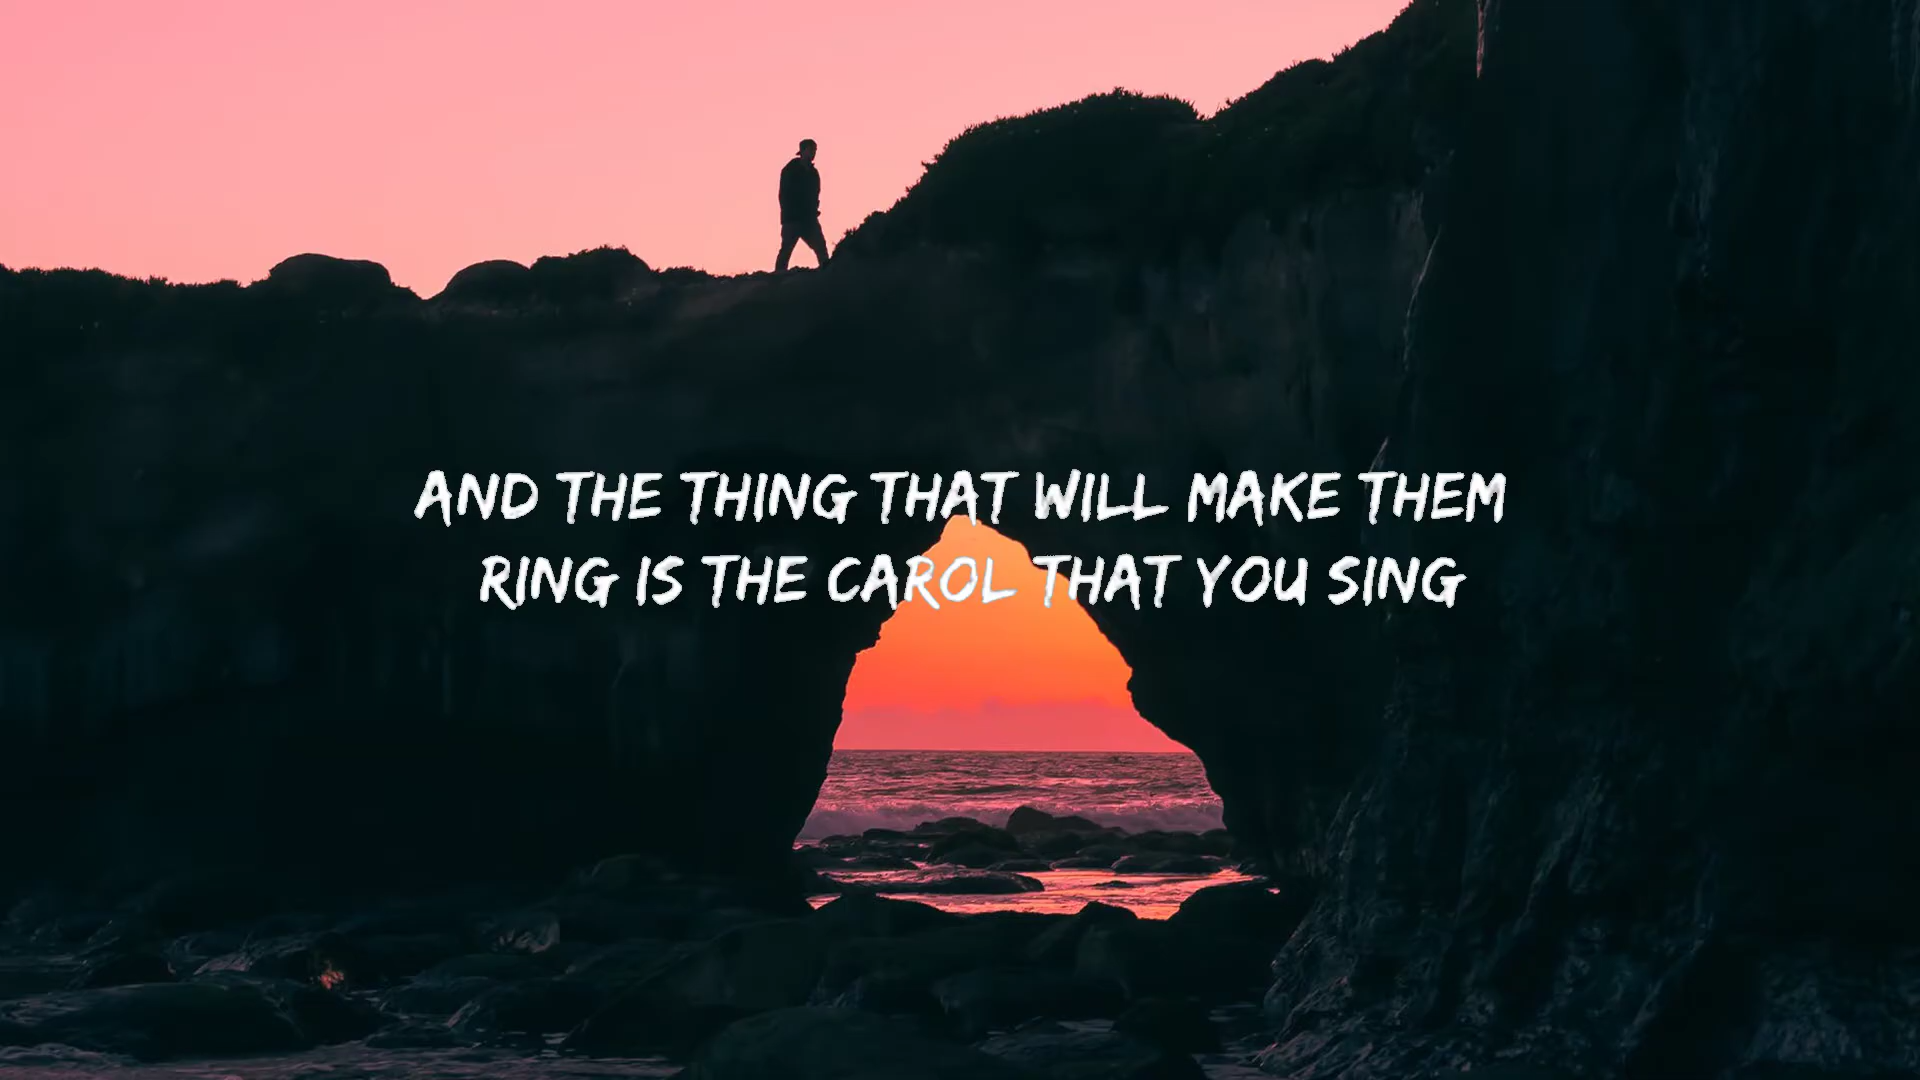 AND THE THING THAT WILL MAKE THEM
RING IS THE CAROL THAT YOU SING